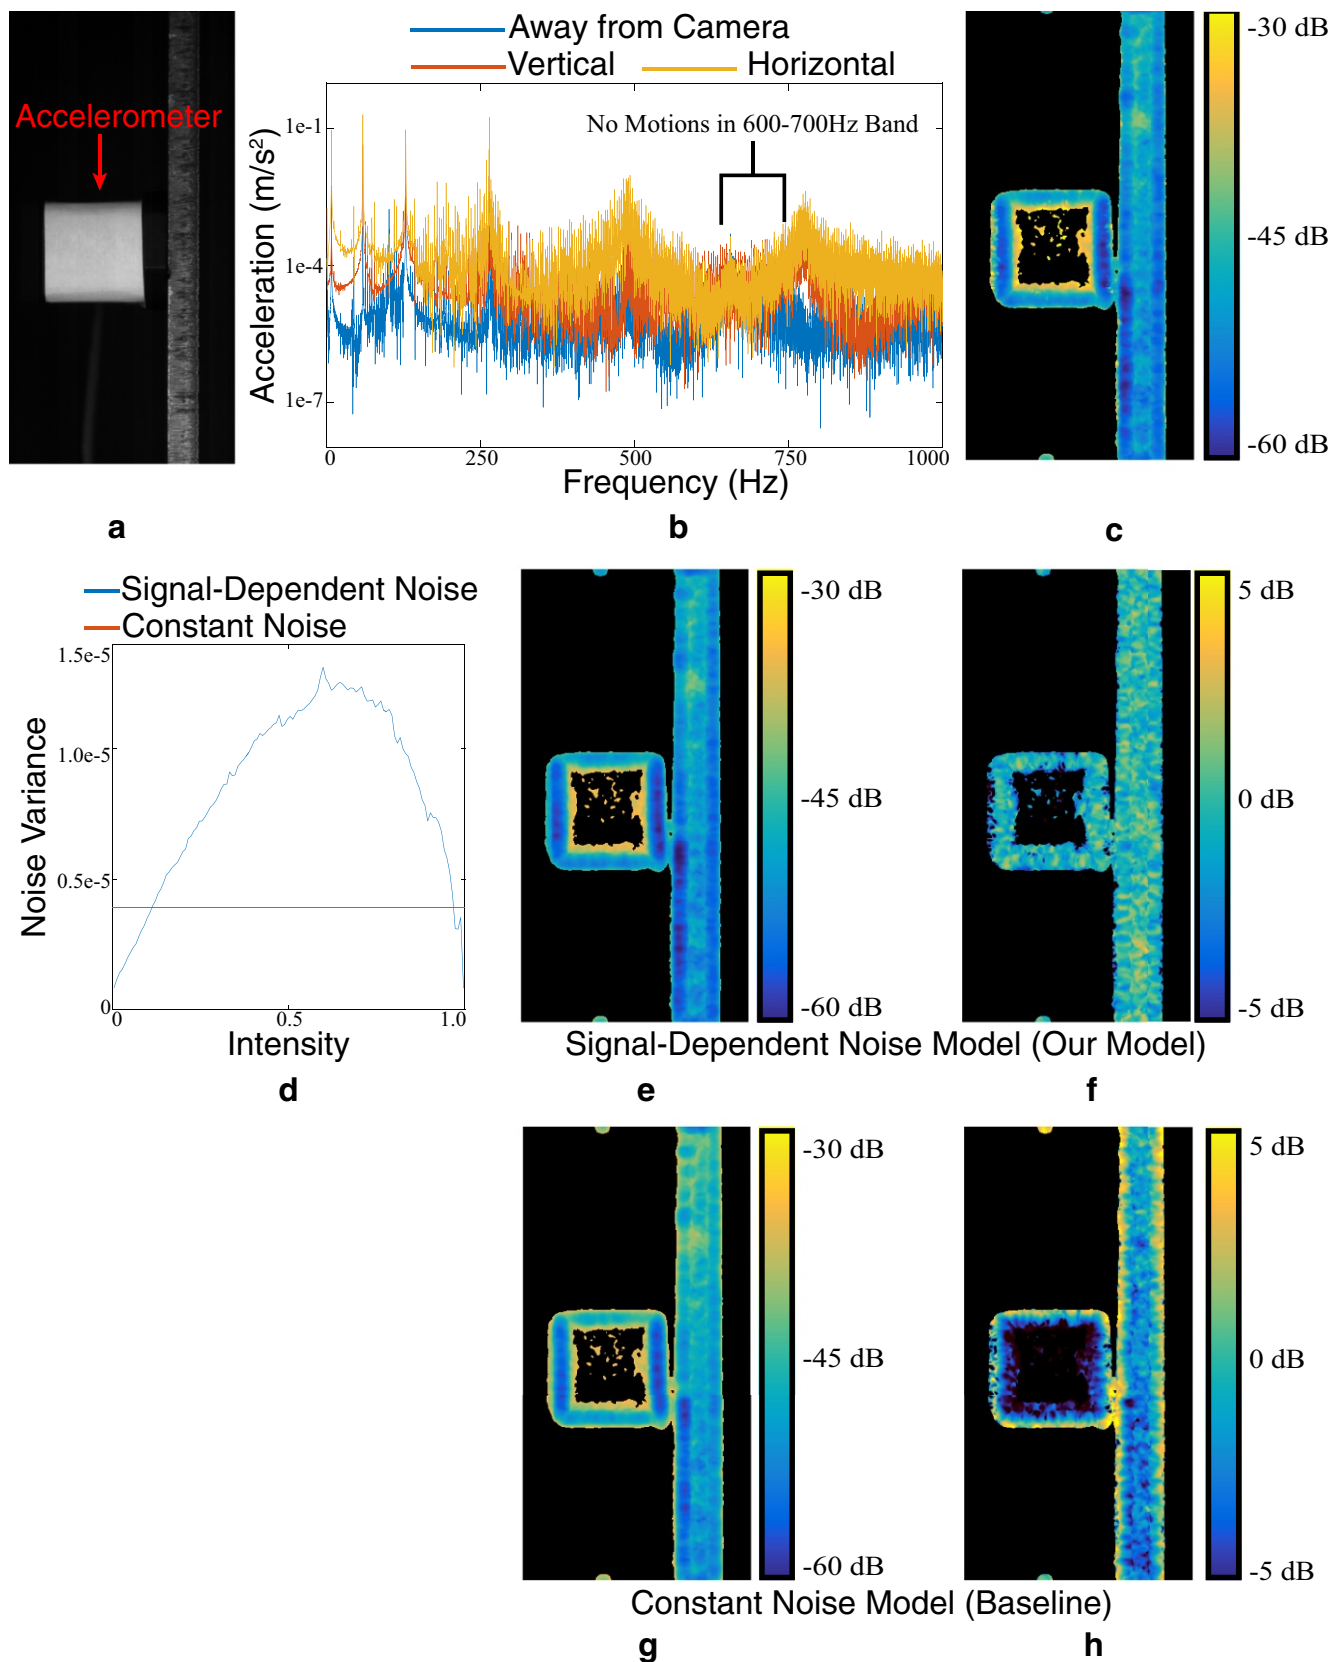 Accelerometer
Away from Camera
Vertical
Horizontal
No Motions in 600-700Hz Band
Acceleration (m/s²)
1e-1
1e-4
1e-7
0
250
500
750
1000
Frequency (Hz)
-30 dB
-45 dB
-60 dB
a
b
c
Signal-Dependent Noise
Constant Noise
Noise Variance
1.5e-5
1.0e-5
0.5e-5
0
0
0.5
1.0
Intensity
d
-30 dB
-45 dB
-60 dB
5 dB
0 dB
-5 dB
Signal-Dependent Noise Model (Our Model)
e
f
-30 dB
-45 dB
-60 dB
5 dB
0 dB
-5 dB
Constant Noise Model (Baseline)
g
h